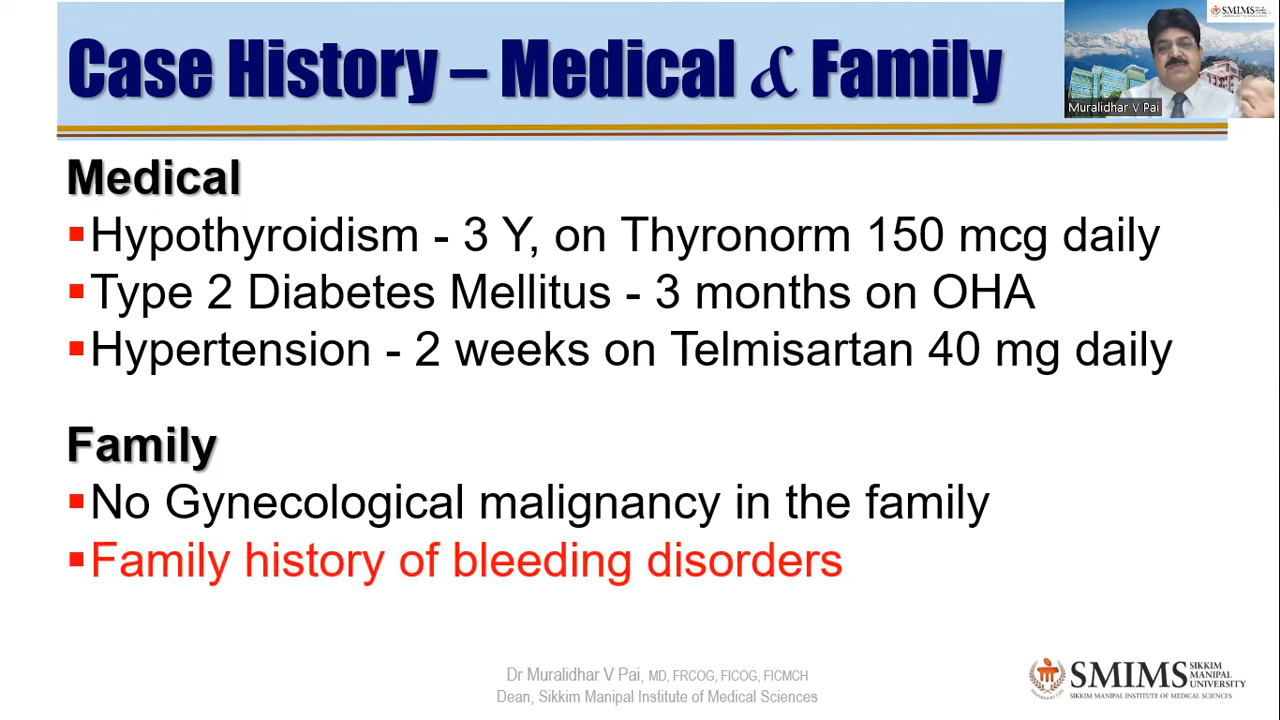 Case History – Medical & Family
SMIMS
Muralidhar V Pai
Medical
▪Hypothyroidism - 3 Y, on Thyronorm 150 mcg daily
▪Type 2 Diabetes Mellitus - 3 months on OHA
▪Hypertension - 2 weeks on Telmisartan 40 mg daily
Family
▪No Gynecological malignancy in the family
▪Family history of bleeding disorders
Dr Muralidhar V Pai, MD, FRCOG, FICOG, FICMCH
Dean, Sikkim Manipal Institute of Medical Sciences
SMIMS SIKKIM MANIPAL UNIVERSITY
SIKKIM MANIPAL INSTITUTE OF MEDICAL SCIENCES